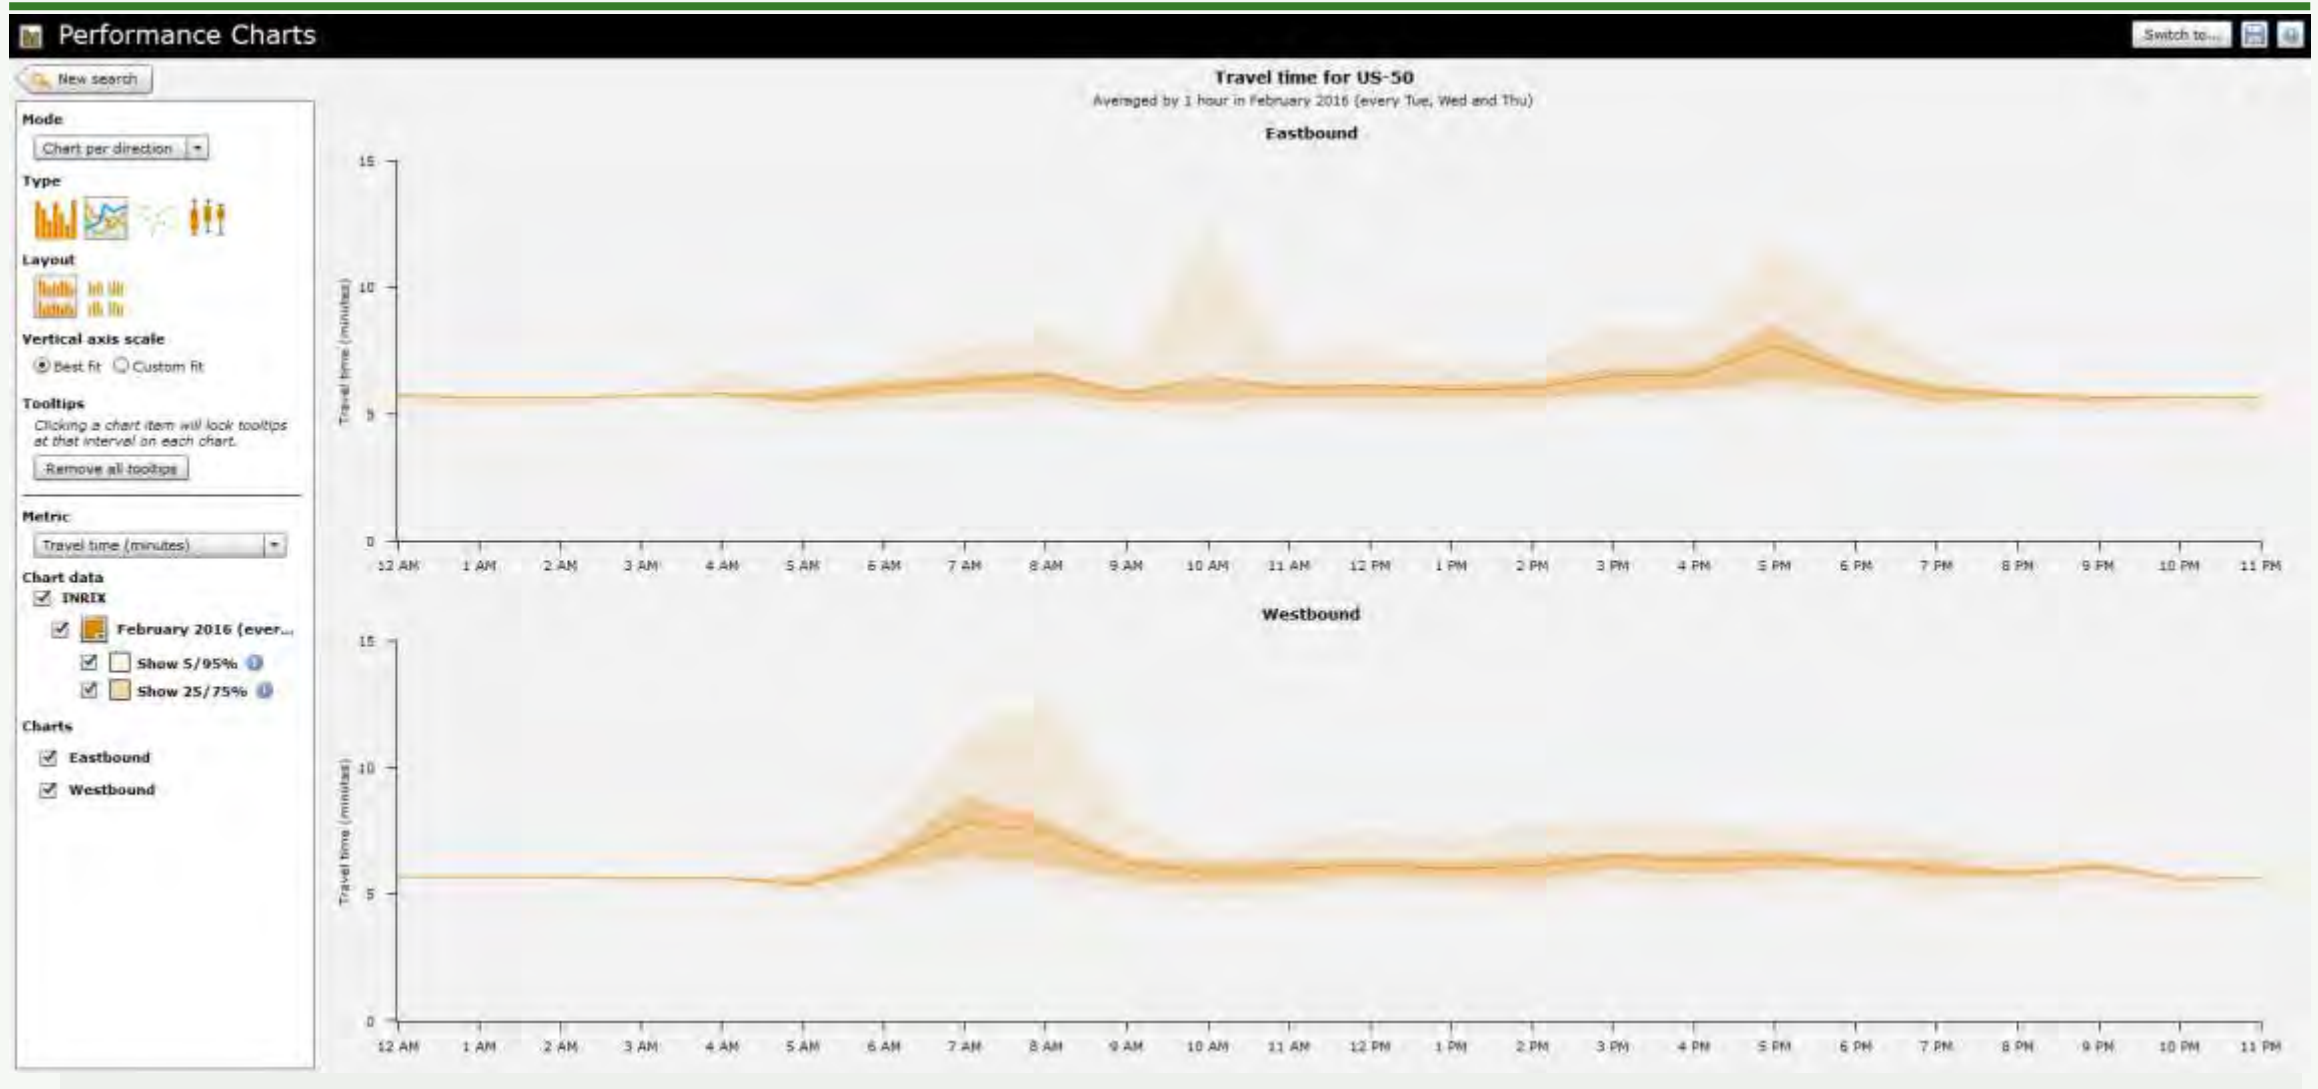 Performance Charts
Switch to...
New search
Mode
Chart per direction
Type
Layout
Vertical axis scale
Best fit Custom fit
Tooltips
Clicking a chart item will lock tooltips
at that interval on each chart.
Remove all tooltips
Metric
Travel time (minutes)
Chart data
INRIX
February 2016 (ever...
Show 5/95%
Show 25/75%
Charts
Eastbound
Westbound
Travel time for US-50
Averaged by 1 hour in February 2016 (every Tue, Wed and Thu)
Eastbound
Travel time (minutes)
15
10
5
0
12 AM 1 AM 2 AM 3 AM 4 AM 5 AM 6 AM 7 AM 8 AM 9 AM 10 AM 11 AM 12 PM 1 PM 2 PM 3 PM 4 PM 5 PM 6 PM 7 PM 8 PM 9 PM 10 PM 11 PM
Westbound
Travel time (minutes)
15
10
5
0
12 AM 1 AM 2 AM 3 AM 4 AM 5 AM 6 AM 7 AM 8 AM 9 AM 10 AM 11 AM 12 PM 1 PM 2 PM 3 PM 4 PM 5 PM 6 PM 7 PM 8 PM 9 PM 10 PM 11 PM